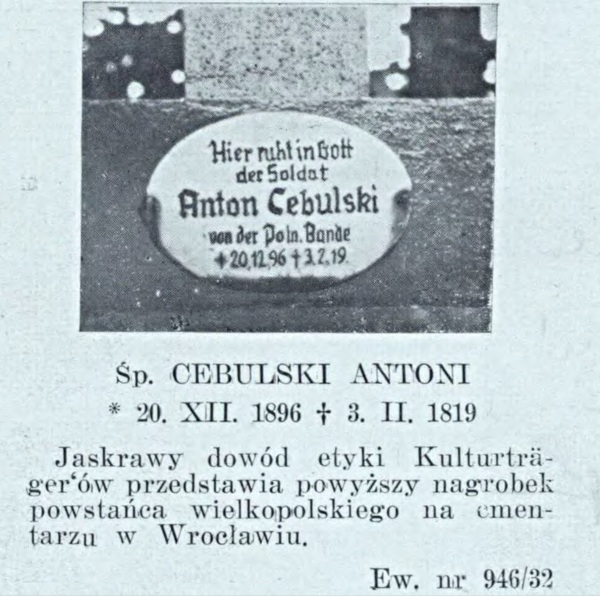 Hier ruht in Gott
der Soldat
Anton Cebulski
von der Poln. Bande
+20.12.96 †3.2.19.
Śp. CEBULSKI ANTONI
* 20. XII. 1896 † 3. II. 1819
Jaskrawy dowód etyki Kulturträ-
ger‘ów przedstawia powyższy nagrobek
powstańca wielkopolskiego na cmen-
tarzu w Wrocławiu.
Ew. nr 946/32